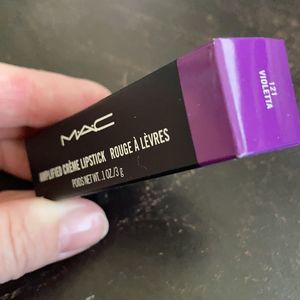 MAC
AMPLIFIED CRÈME LIPSTICK ROUGE À LÈVRES
POIDS NET WT. .1 OZ./3 g
121
VIOLETTA